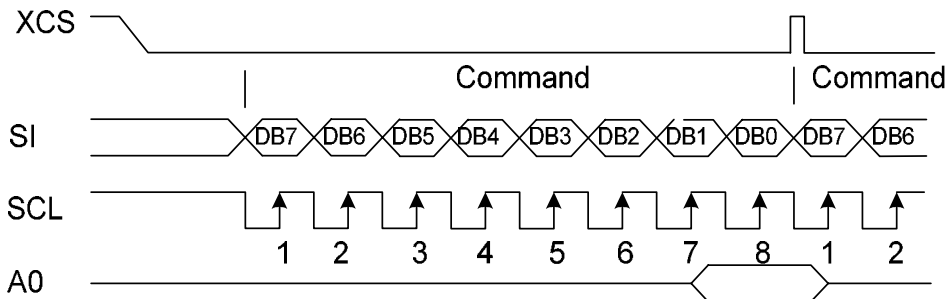 XCS
Command Command
SI DB7 DB6 DB5 DB4 DB3 DB2 DB1 DB0 DB7 DB6
SCL
1 2 3 4 5 6 7 8 1 2
A0